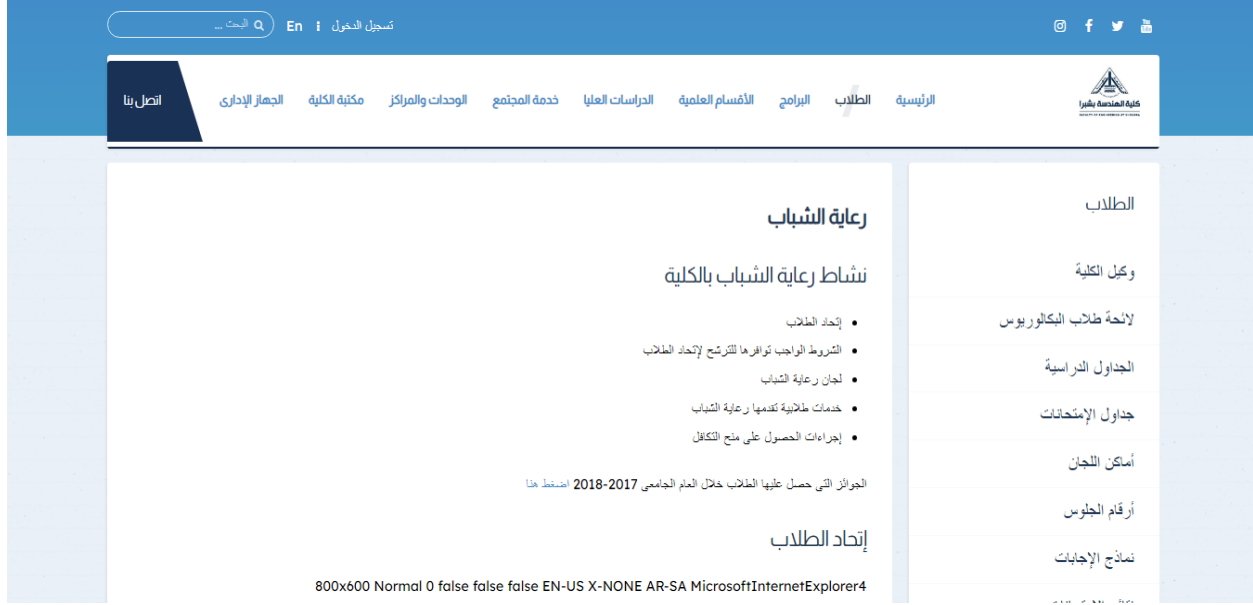 تسجيل الدخول
En
البحث ...
كلية الهندسة بشبرا
الرئيسية
الطلاب
البرامج
الأقسام العلمية
الدراسات العليا
خدمة المجتمع
الوحدات والمراكز
مكتبة الكلية
الجهاز الإدارى
اتصل بنا
الطلاب
وكيل الكلية
لائحة طلاب البكالوريوس
الجداول الدراسية
جداول الإمتحانات
أماكن اللجان
أرقام الجلوس
نماذج الإجابات
رعاية الشباب
نشاط رعاية الشباب بالكلية
إتحاد الطلاب
الشروط الواجب توافرها للترشح لإتحاد الطلاب
لجان رعاية الشباب
خدمات طلابية تقدمها رعاية الشباب
إجراءات الحصول على منح التكافل
الجوائز التى حصل عليها الطلاب خلال العام الجامعى 2017-2018 اضغط هنا
إتحاد الطلاب
800x600 Normal 0 false false false EN-US X-NONE AR-SA MicrosoftInternetExplorer4